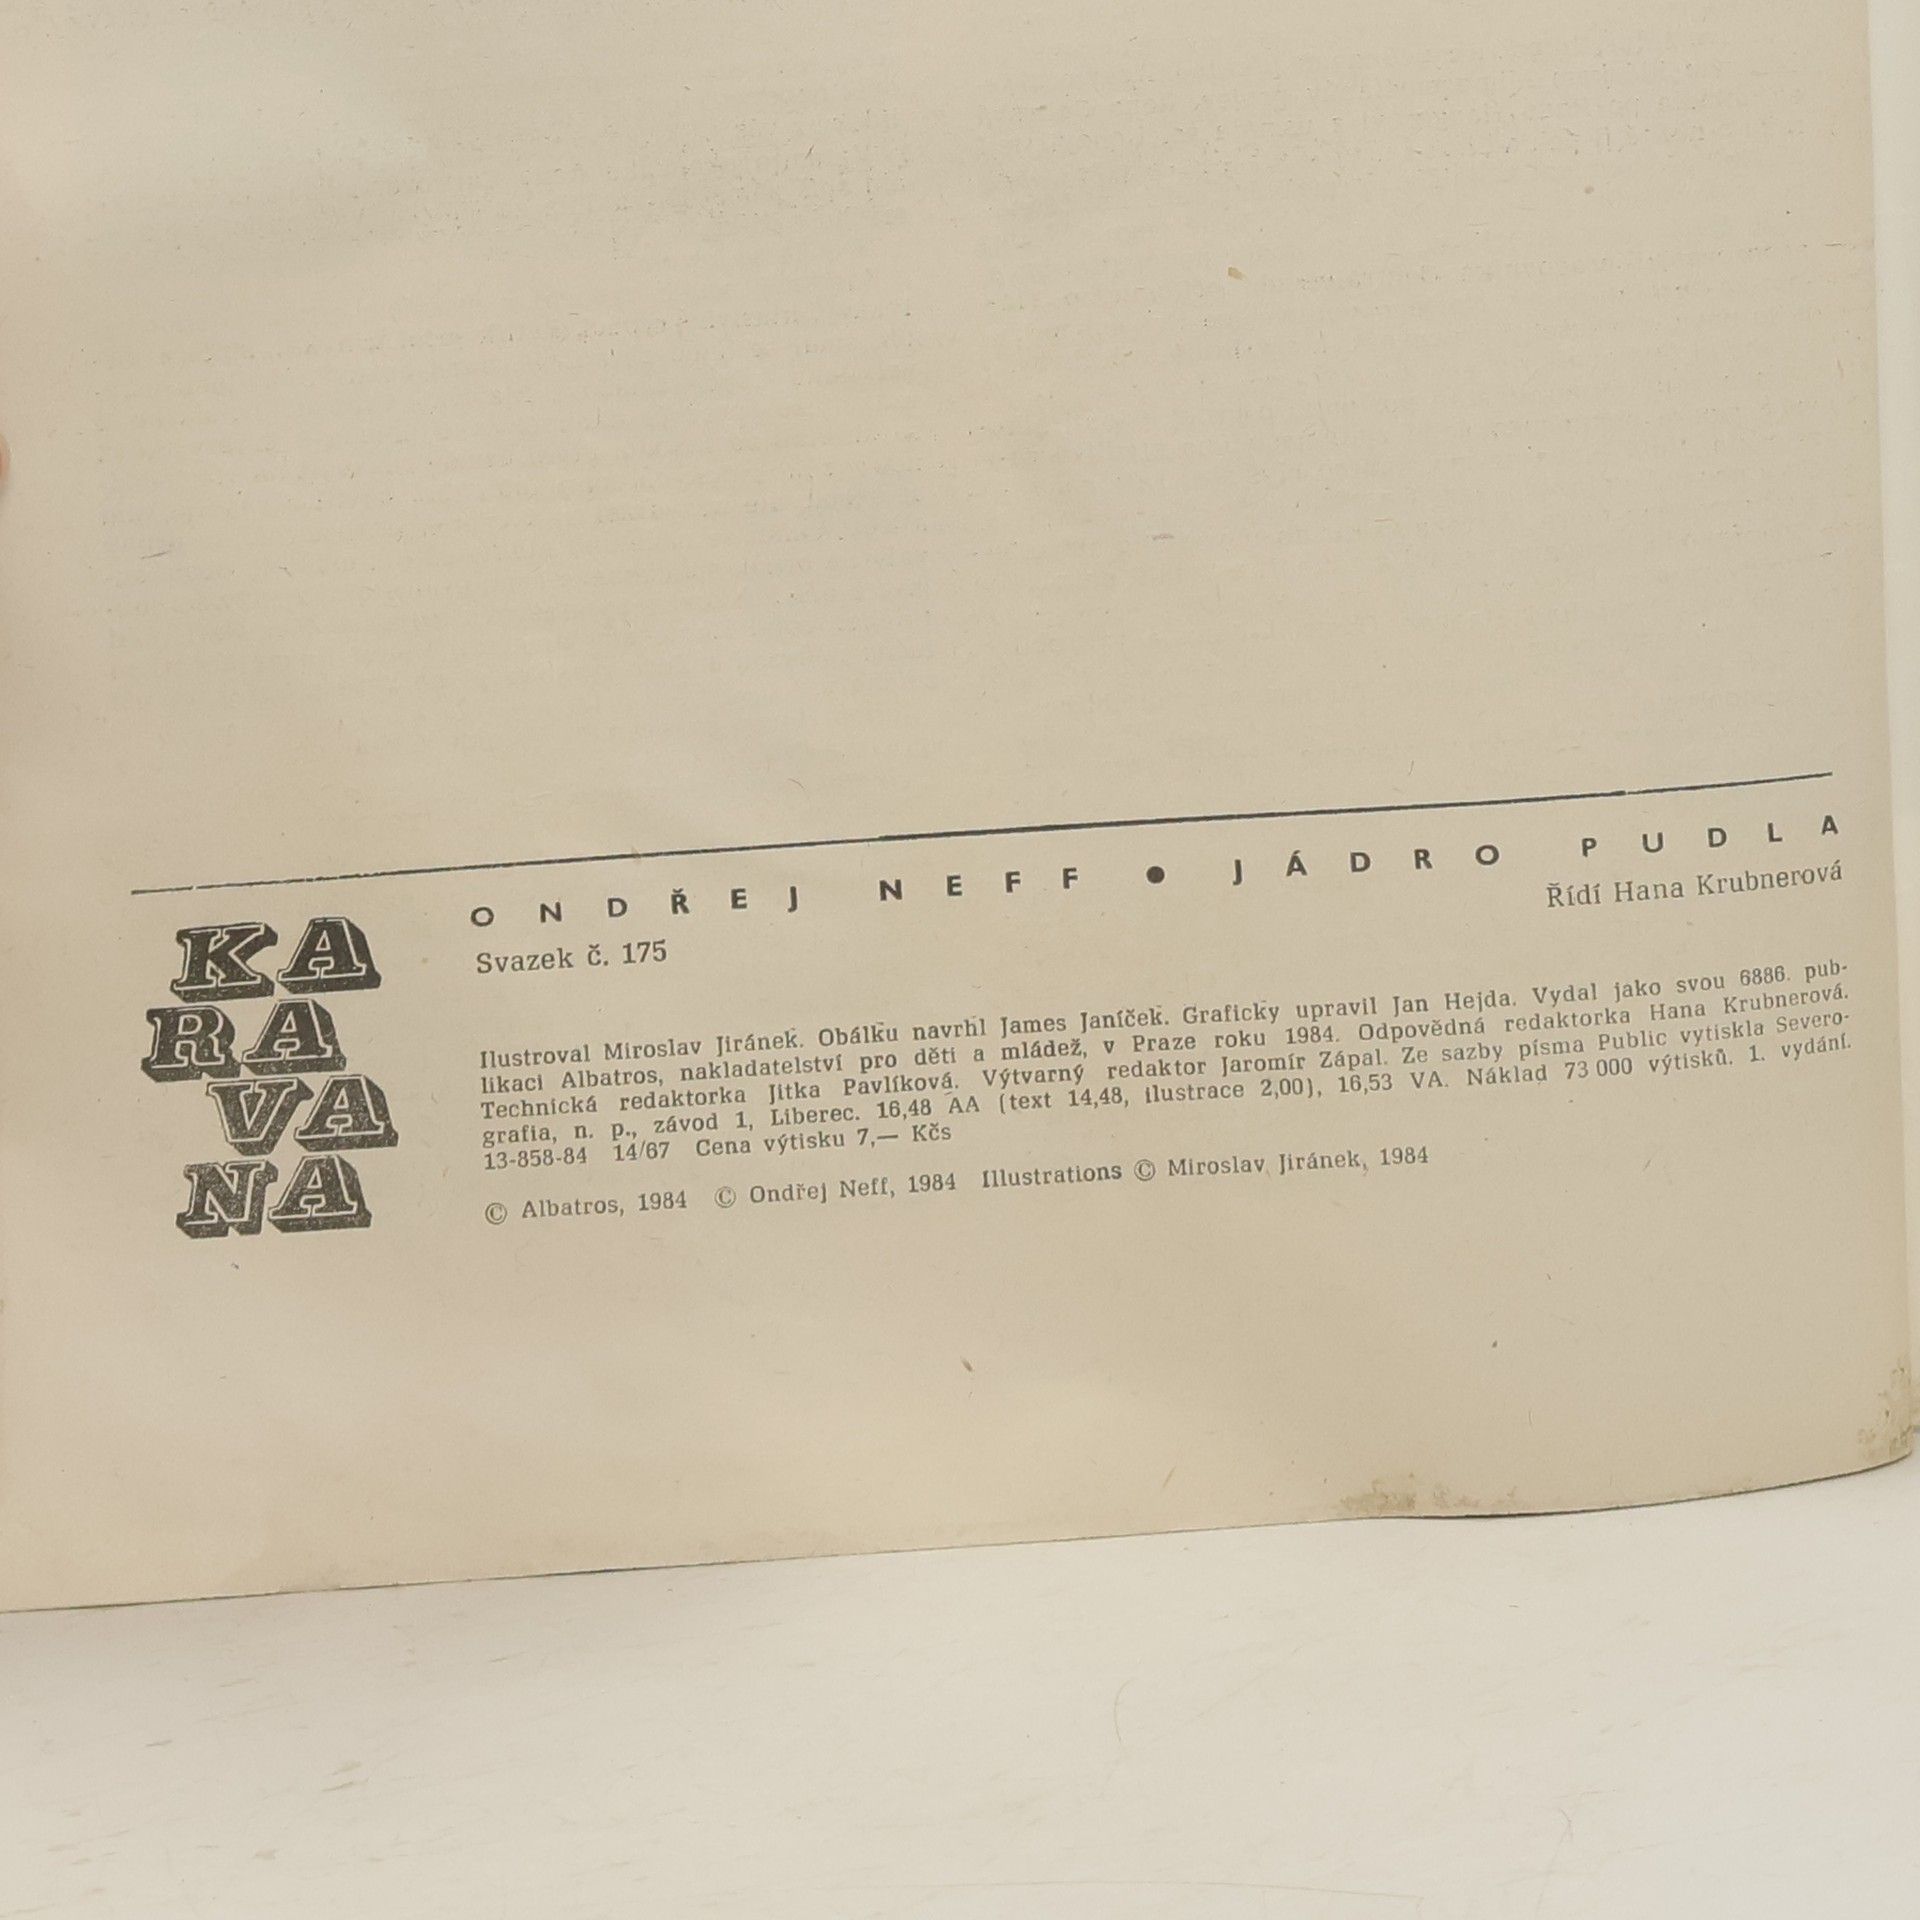 KA
RA
VA
NA
ONDŘEJ NEFF ● JÁDRO PUDLA
Svazek č. 175 Řídí Hana Krubnerová
Ilustroval Miroslav Jiránek. Obálku navrhl James Janíček. Graficky upravil Jan Hejda. Vydal jako svou 6886. pub-
likaci Albatros, nakladatelství pro děti a mládež, v Praze roku 1984. Odpovědná redaktorka Hana Krubnerová.
Technická redaktorka Jitka Pavlíková. Výtvarný redaktor Jaromír Zápal. Ze sazby písma Public vytiskla Severo-
grafia, n. p., závod 1, Liberec. 16,48 AA (text 14,48, ilustrace 2,00), 16,53 VA. Náklad 73 000 výtisků. 1. vydání.
13-858-84 14/67 Cena výtisku 7,— Kčs
© Albatros, 1984 © Ondřej Neff, 1984 Illustrations © Miroslav Jiránek, 1984